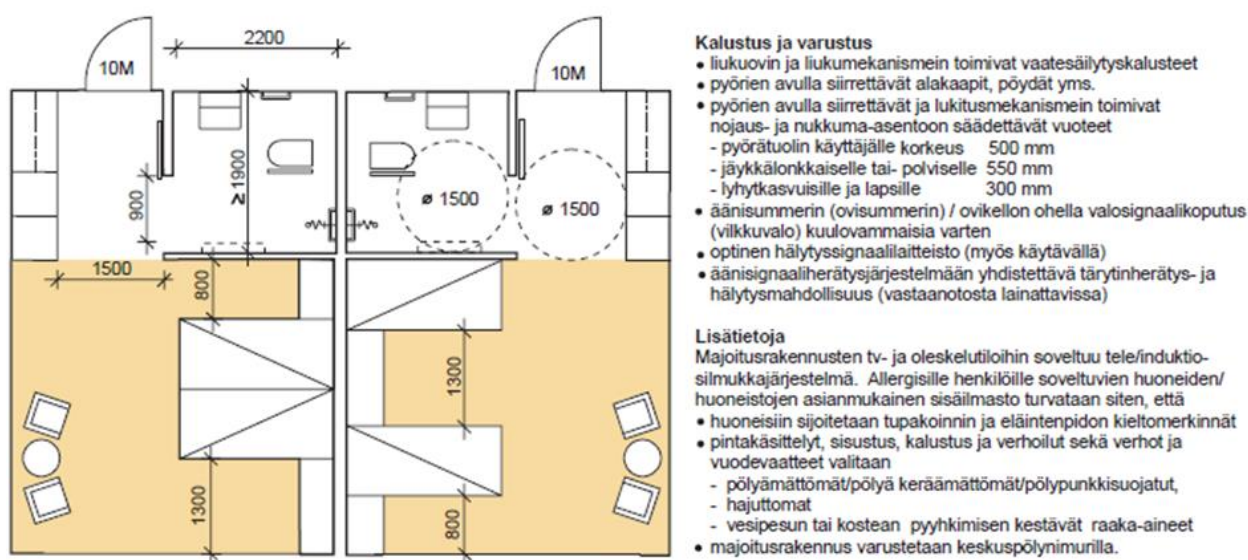 2200
10M
10M
≥1900
900
ø 1500
ø 1500
1500
800
1300
1300
800
Kalustus ja varustus
• liukuovin ja liukumekanismein toimivat vaatesäilytyskalusteet
• pyörien avulla siirrettävät alakaapit, pöydät yms.
• pyörien avulla siirrettävät ja lukitusmekanismein toimivat
nojaus- ja nukkuma-asentoon säädettävät vuoteet
- pyörätuolin käyttäjälle korkeus 500 mm
- jäykkälonkkaiselle tai- polviselle 550 mm
- lyhytkasvuisille ja lapsille 300 mm
• äänisummerin (ovisummerin) / ovikellon ohella valosignaalikoputus
(vilkkuvalo) kuulovammaisia varten
• optinen hälytyssignaalilaitteisto (myös käytävällä)
• äänisignaaliherätysjärjestelmään yhdistettävä tärytinherätys- ja
hälytysmahdollisuus (vastaanotosta lainattavissa)
Lisätietoja
Majoitusrakennusten tv- ja oleskelutiloihin soveltuu tele/induktio-
silmukkajärjestelmä. Allergisille henkilöille soveltuvien huoneiden/
huoneistojen asianmukainen sisäilmasto turvataan siten, että
• huoneisiin sijoitetaan tupakoinnin ja eläintenpidon kieltomerkinnät
• pintakäsittelyt, sisustus, kalustus ja verhoilut sekä verhot ja
vuodevaatteet valitaan
- pölyämättömät/pölyä keräämättömät/pölypunkkisuojatut,
- hajuttomat
- vesipesun tai kostean pyyhkimisen kestävät raaka-aineet
• majoitusrakennus varustetaan keskuspölynimurilla.